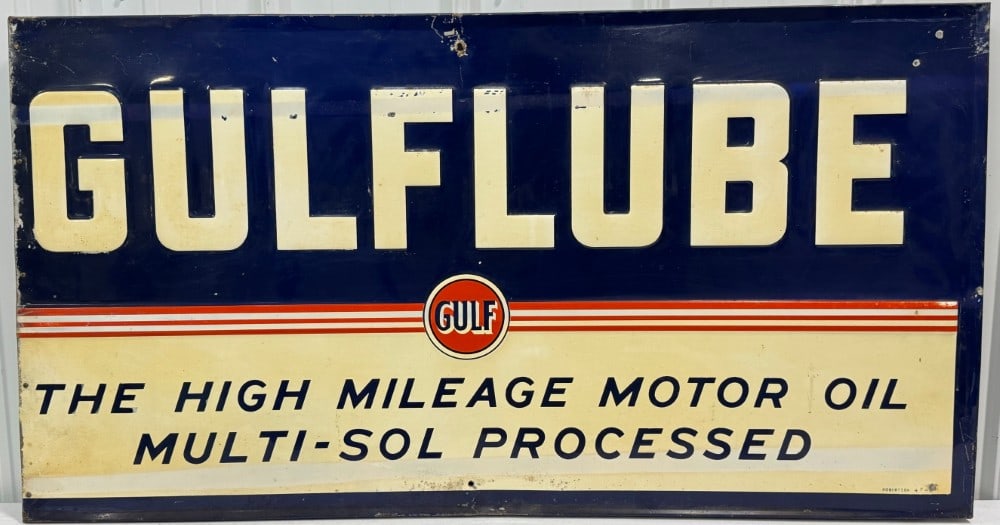 GULFLUBE
GULF
THE HIGH MILEAGE MOTOR OIL
MULTI-SOL PROCESSED